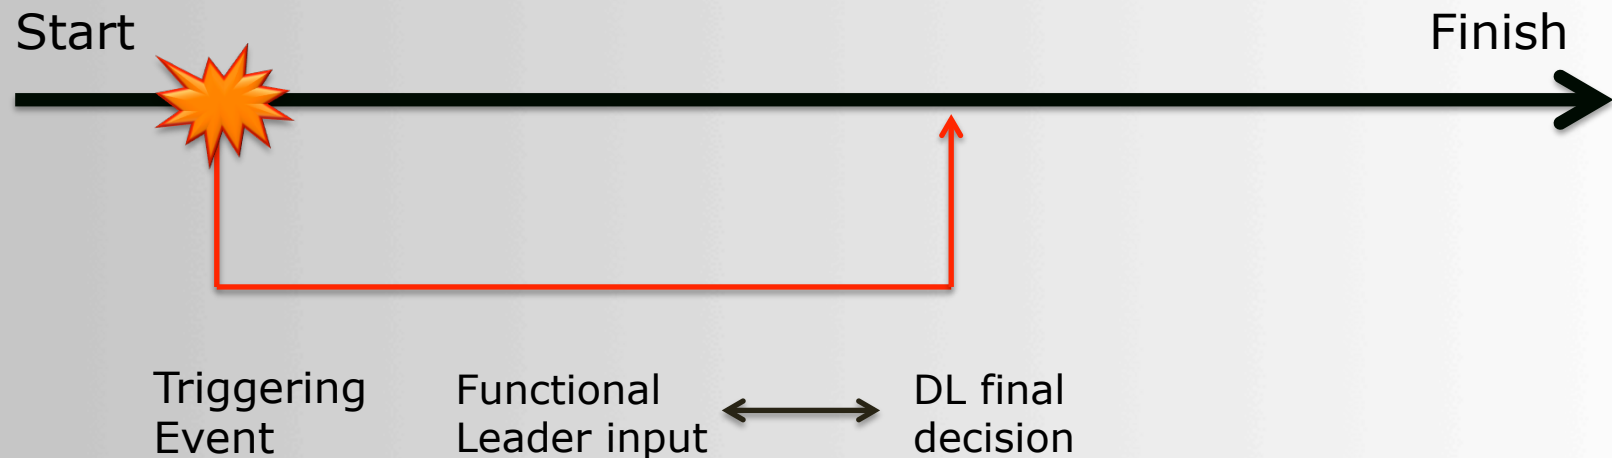 Start
Finish
Triggering
Event
Functional
Leader input
DL final
decision